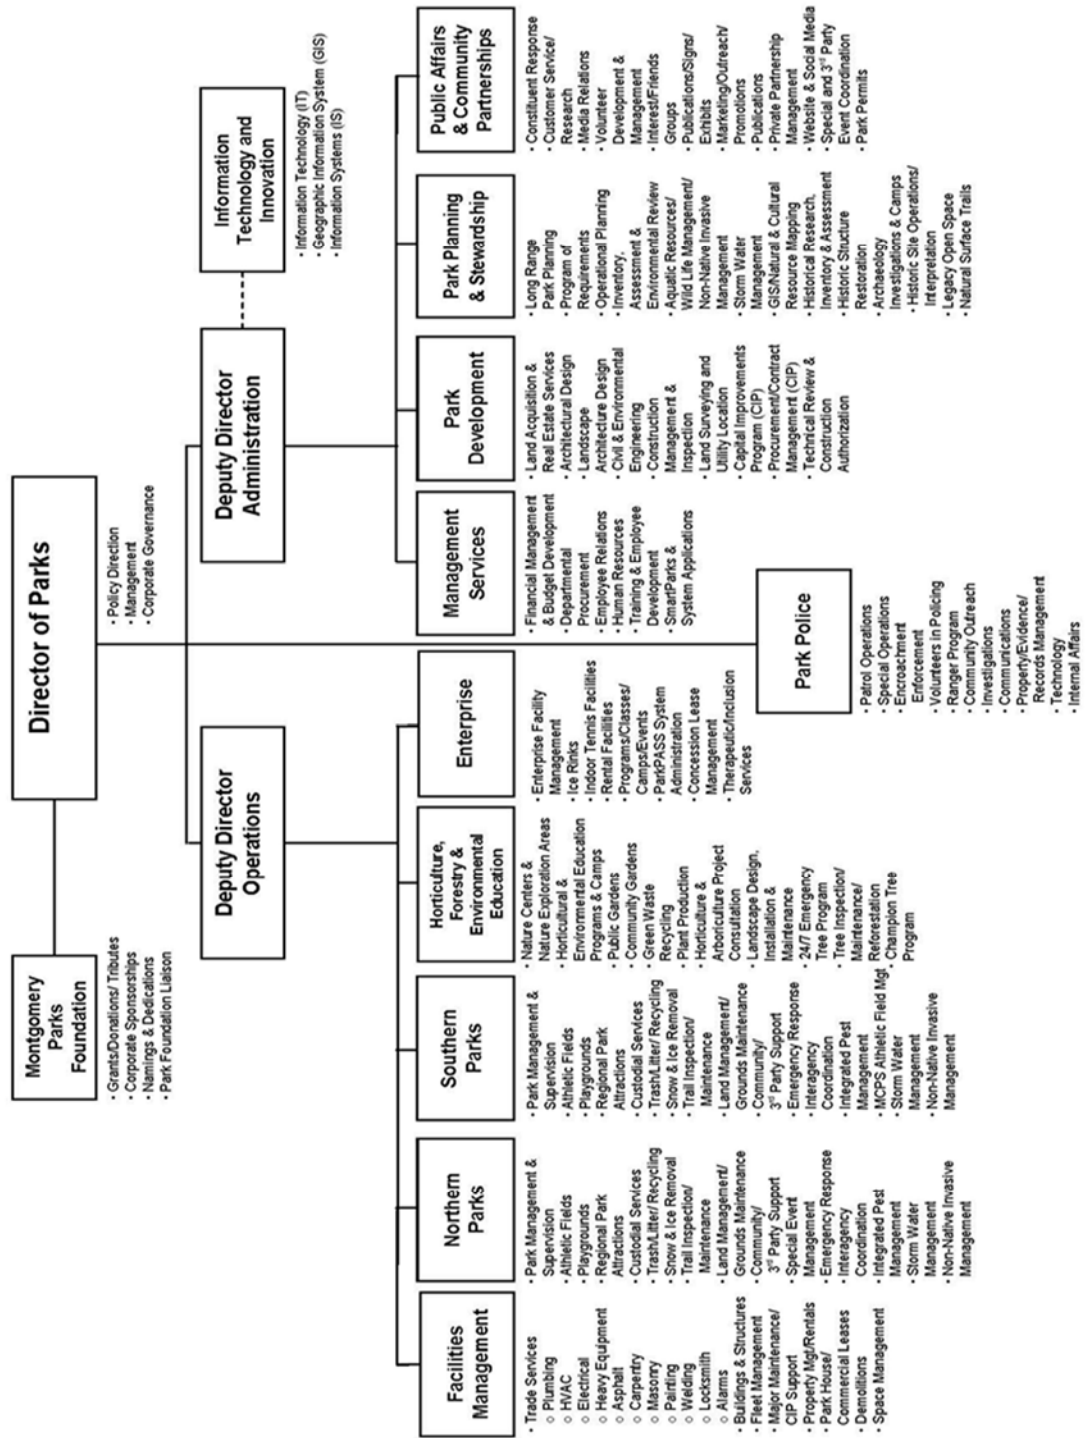 Director of Parks
• Policy Direction
• Management
• Corporate Governance
Montgomery
Parks
Foundation
• Grants/Donations/ Tributes
• Corporate Sponsorships
• Namings & Dedications
• Park Foundation Liaison
Deputy Director
Operations
Deputy Director
Administration
Information
Technology and
Innovation
• Information Technology (IT)
• Geographic Information System (GIS)
• Information Systems (IS)
Facilities
Management
• Trade Services
○ Plumbing
○ HVAC
○ Electrical
○ Heavy Equipment
○ Asphalt
○ Carpentry
○ Masonry
○ Painting
○ Welding
○ Locksmith
○ Alarms
• Buildings & Structures
• Fleet Management
• Major Maintenance/
CIP Support
• Property Mgt/Rentals
• Park House/
Commercial Leases
• Demolitions
• Space Management
Northern
Parks
• Park Management &
Supervision
• Athletic Fields
• Playgrounds
• Regional Park
Attractions
• Custodial Services
• Trash/Litter/ Recycling
• Snow & Ice Removal
• Trail Inspection/
Maintenance
• Land Management/
Grounds Maintenance
• Community/
3rd Party Support
• Special Event
Management
• Emergency Response
• Interagency
Coordination
• Integrated Pest
Management
• Storm Water
Management
• Non-Native Invasive
Management
Southern
Parks
• Park Management &
Supervision
• Athletic Fields
• Playgrounds
• Regional Park
Attractions
• Custodial Services
• Trash/Litter/ Recycling
• Snow & Ice Removal
• Trail Inspection/
Maintenance
• Land Management/
Grounds Maintenance
• Community/
3rd Party Support
• Emergency Response
• Interagency
Coordination
• Integrated Pest
Management
• MCPS Athletic Field Mgt
• Storm Water
Management
• Non-Native Invasive
Management
Horticulture,
Forestry &
Environmental
Education
• Nature Centers &
Nature Exploration Areas
• Horticultural &
Environmental Education
Programs & Camps
• Public Gardens
• Community Gardens
• Green Waste
Recycling
• Plant Production
• Horticulture &
Arboriculture Project
Consultation
• Landscape Design,
Installation &
Maintenance
• 24/7 Emergency
Tree Program
• Tree Inspection/
Maintenance/
Reforestation
• Champion Tree
Program
Enterprise
• Enterprise Facility
Management
• Ice Rinks
• Indoor Tennis Facilities
• Rental Facilities
• Programs/Classes/
Camps/Events
• ParkPASS System
Administration
• Concession Lease
Management
• Therapeutic/Inclusion
Services
Management
Services
• Financial Management
& Budget Development
• Departmental
Procurement
• Employee Relations
• Human Resources
• Training & Employee
Development
• SmartParks &
System Applications
Park
Development
• Land Acquisition &
Real Estate Services
• Architectural Design
• Landscape
Architecture Design
• Civil & Environmental
Engineering
• Construction
Management &
Inspection
• Land Surveying and
Utility Location
• Capital Improvements
Program (CIP)
• Procurement/Contract
Management (CIP)
• Technical Review &
Construction
Authorization
Park Planning
& Stewardship
• Long Range
Park Planning
• Program of
Requirements
• Operational Planning
• Inventory,
Assessment &
Environmental Review
• Aquatic Resources/
Wild Life Management/
Non-Native Invasive
Management
• Storm Water
Management
• GIS/Natural & Cultural
Resource Mapping
• Historical Research,
Inventory & Assessment
• Historic Structure
Restoration
• Archaeology
Investigations & Camps
• Historic Site Operations/
Interpretation
• Legacy Open Space
• Natural Surface Trails
Public Affairs
& Community
Partnerships
• Constituent Response
• Customer Service/
Research
• Media Relations
• Volunteer
Development &
Management
• Interest/Friends
Groups
• Publications/Signs/
Exhibits
• Marketing/Outreach/
Promotions
• Publications
• Private Partnership
Management
• Website & Social Media
• Special and 3rd Party
Event Coordination
• Park Permits
Park Police
• Patrol Operations
• Special Operations
• Encroachment
Enforcement
• Volunteers in Policing
• Ranger Program
• Community Outreach
• Investigations
• Communications
• Property/Evidence/
Records Management
• Technology
• Internal Affairs